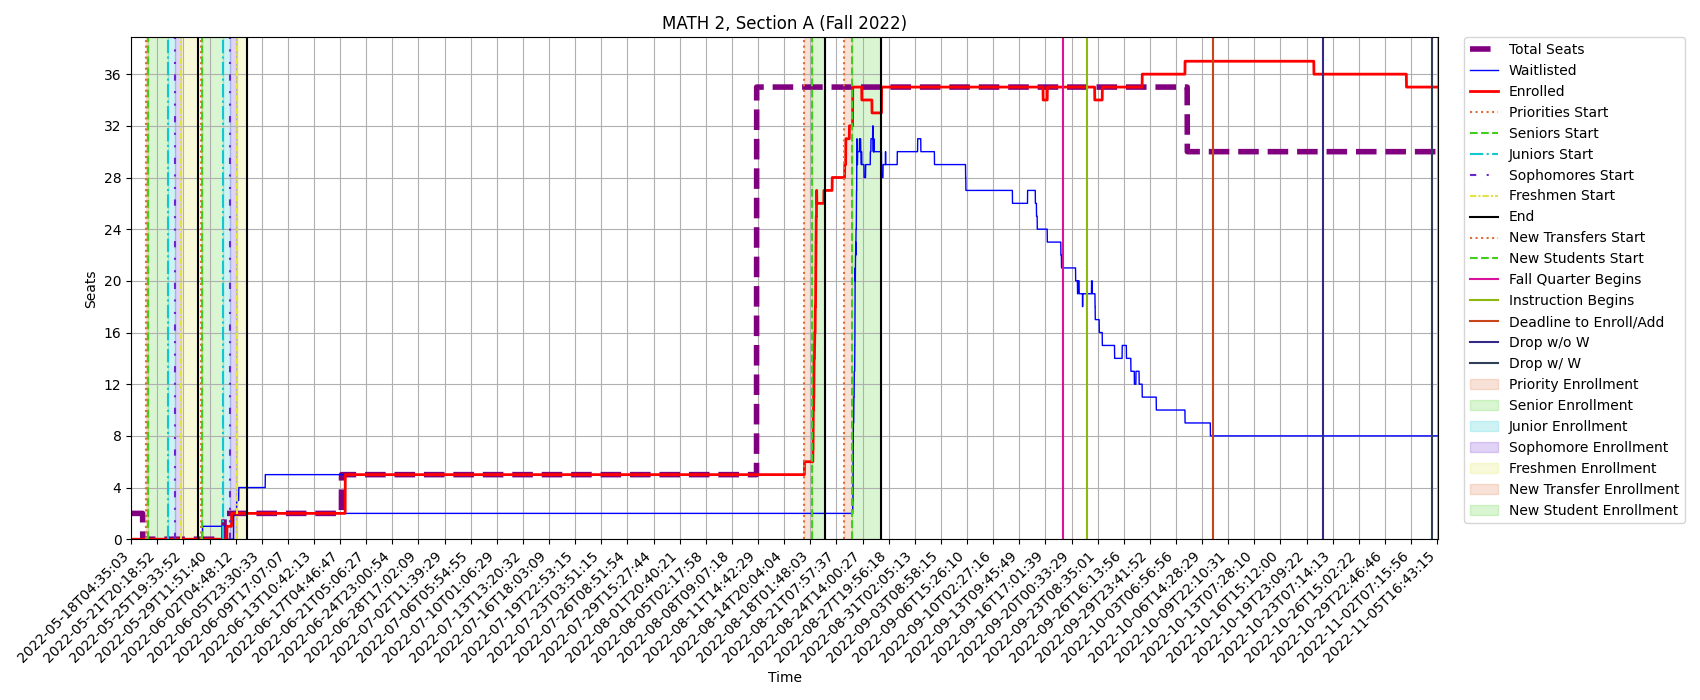 MATH 2, Section A (Fall 2022)
Seats
36
32
28
24
20
16
12
8
4
0
2022-05-18T04:35:03
2022-05-21T20:18:52
2022-05-25T19:33:52
2022-05-29T11:51:40
2022-06-02T04:48:12
2022-06-05T23:30:33
2022-06-09T17:07:07
2022-06-13T10:42:13
2022-06-17T04:46:47
2022-06-21T05:06:27
2022-06-24T23:00:54
2022-06-28T17:02:09
2022-07-02T11:39:29
2022-07-06T05:54:55
2022-07-10T01:06:29
2022-07-13T13:20:32
2022-07-16T18:03:09
2022-07-19T22:53:15
2022-07-23T03:51:15
2022-07-26T08:51:54
2022-07-29T15:27:44
2022-08-01T20:40:21
2022-08-05T02:17:58
2022-08-08T09:07:18
2022-08-11T14:42:29
2022-08-14T20:04:04
2022-08-18T01:48:03
2022-08-21T07:57:37
2022-08-24T14:00:27
2022-08-27T19:56:18
2022-08-31T02:05:13
2022-09-03T08:58:15
2022-09-06T15:26:10
2022-09-10T02:27:16
2022-09-13T09:45:49
2022-09-16T17:01:39
2022-09-20T00:33:29
2022-09-23T08:35:01
2022-09-26T16:13:56
2022-09-29T23:41:52
2022-10-03T06:56:56
2022-10-06T14:28:29
2022-10-09T22:10:31
2022-10-13T07:28:10
2022-10-16T15:12:00
2022-10-19T23:09:22
2022-10-23T07:14:13
2022-10-26T15:02:22
2022-10-29T22:46:46
2022-11-02T07:15:56
2022-11-05T16:43:15
Time
Total Seats
Waitlisted
Enrolled
Priorities Start
Seniors Start
Juniors Start
Sophomores Start
Freshmen Start
End
New Transfers Start
New Students Start
Fall Quarter Begins
Instruction Begins
Deadline to Enroll/Add
Drop w/o W
Drop w/ W
Priority Enrollment
Senior Enrollment
Junior Enrollment
Sophomore Enrollment
Freshmen Enrollment
New Transfer Enrollment
New Student Enrollment